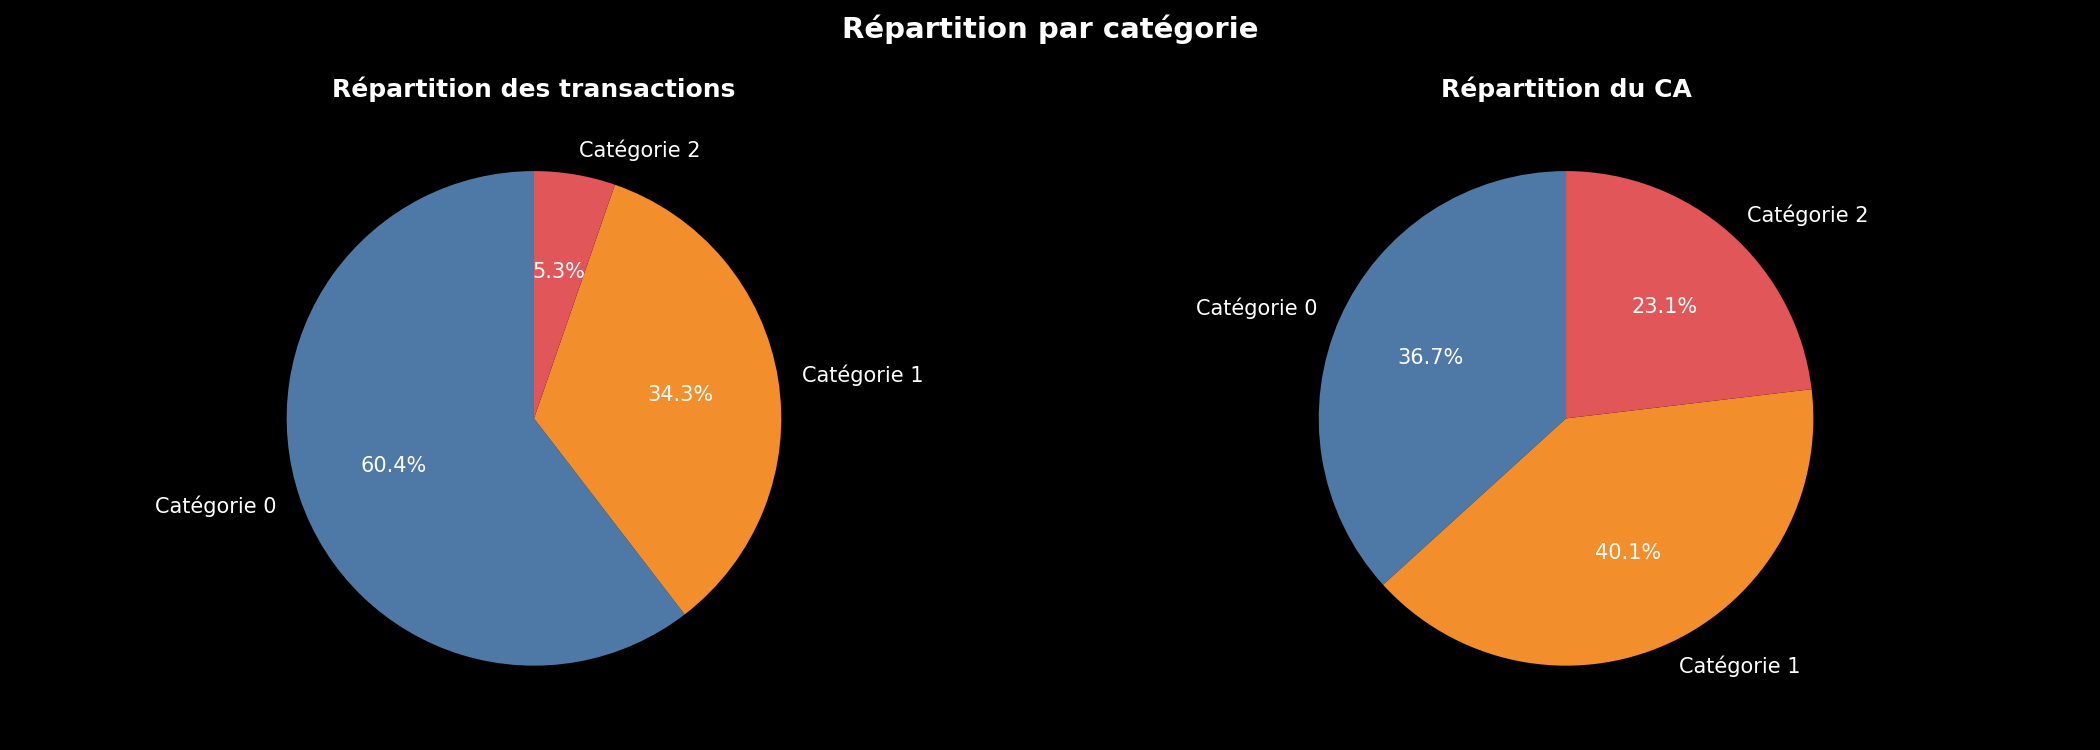 Répartition par catégorie
Répartition des transactions
Catégorie 2
5.3%
34.3%
Catégorie 1
60.4%
Catégorie 0
Répartition du CA
Catégorie 2
23.1%
Catégorie 0
36.7%
40.1%
Catégorie 1